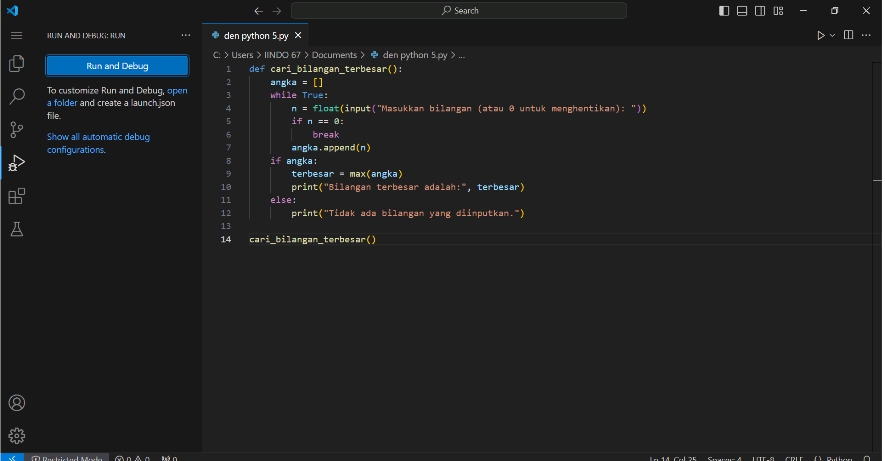 Search
RUN AND DEBUG: RUN
Run and Debug
To customize Run and Debug, open
a folder and create a launch.json
file.
Show all automatic debug
configurations.
den python 5.py
C: > Users > IINDO 67 > Documents > den python 5.py > ...
1 def cari_bilangan_terbesar():
2 angka = []
3 while True:
4 n = float(input("Masukkan bilangan (atau 0 untuk menghentikan): "))
5 if n == 0:
6 break
7 angka.append(n)
8 if angka:
9 terbesar = max(angka)
10 print("Bilangan terbesar adalah:", terbesar)
11 else:
12 print("Tidak ada bilangan yang diinputkan.")
13
14 cari_bilangan_terbesar()
Restricted Mode 0 0 0 Ln 14, Col 25 Spaces: 4 UTF-8 CRLF {} Python